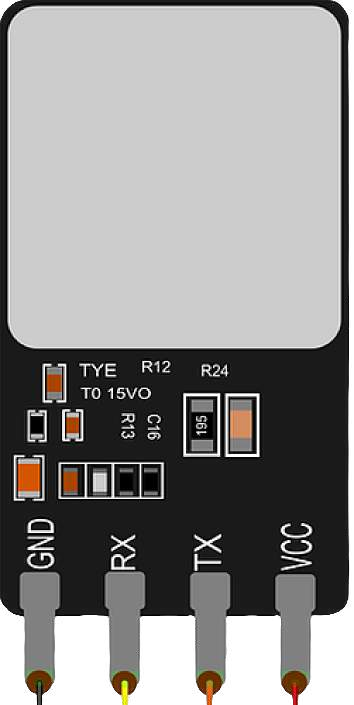 TYE
R12
R24
T0 15VO
R13
C16
195
GND
RX
TX
VCC